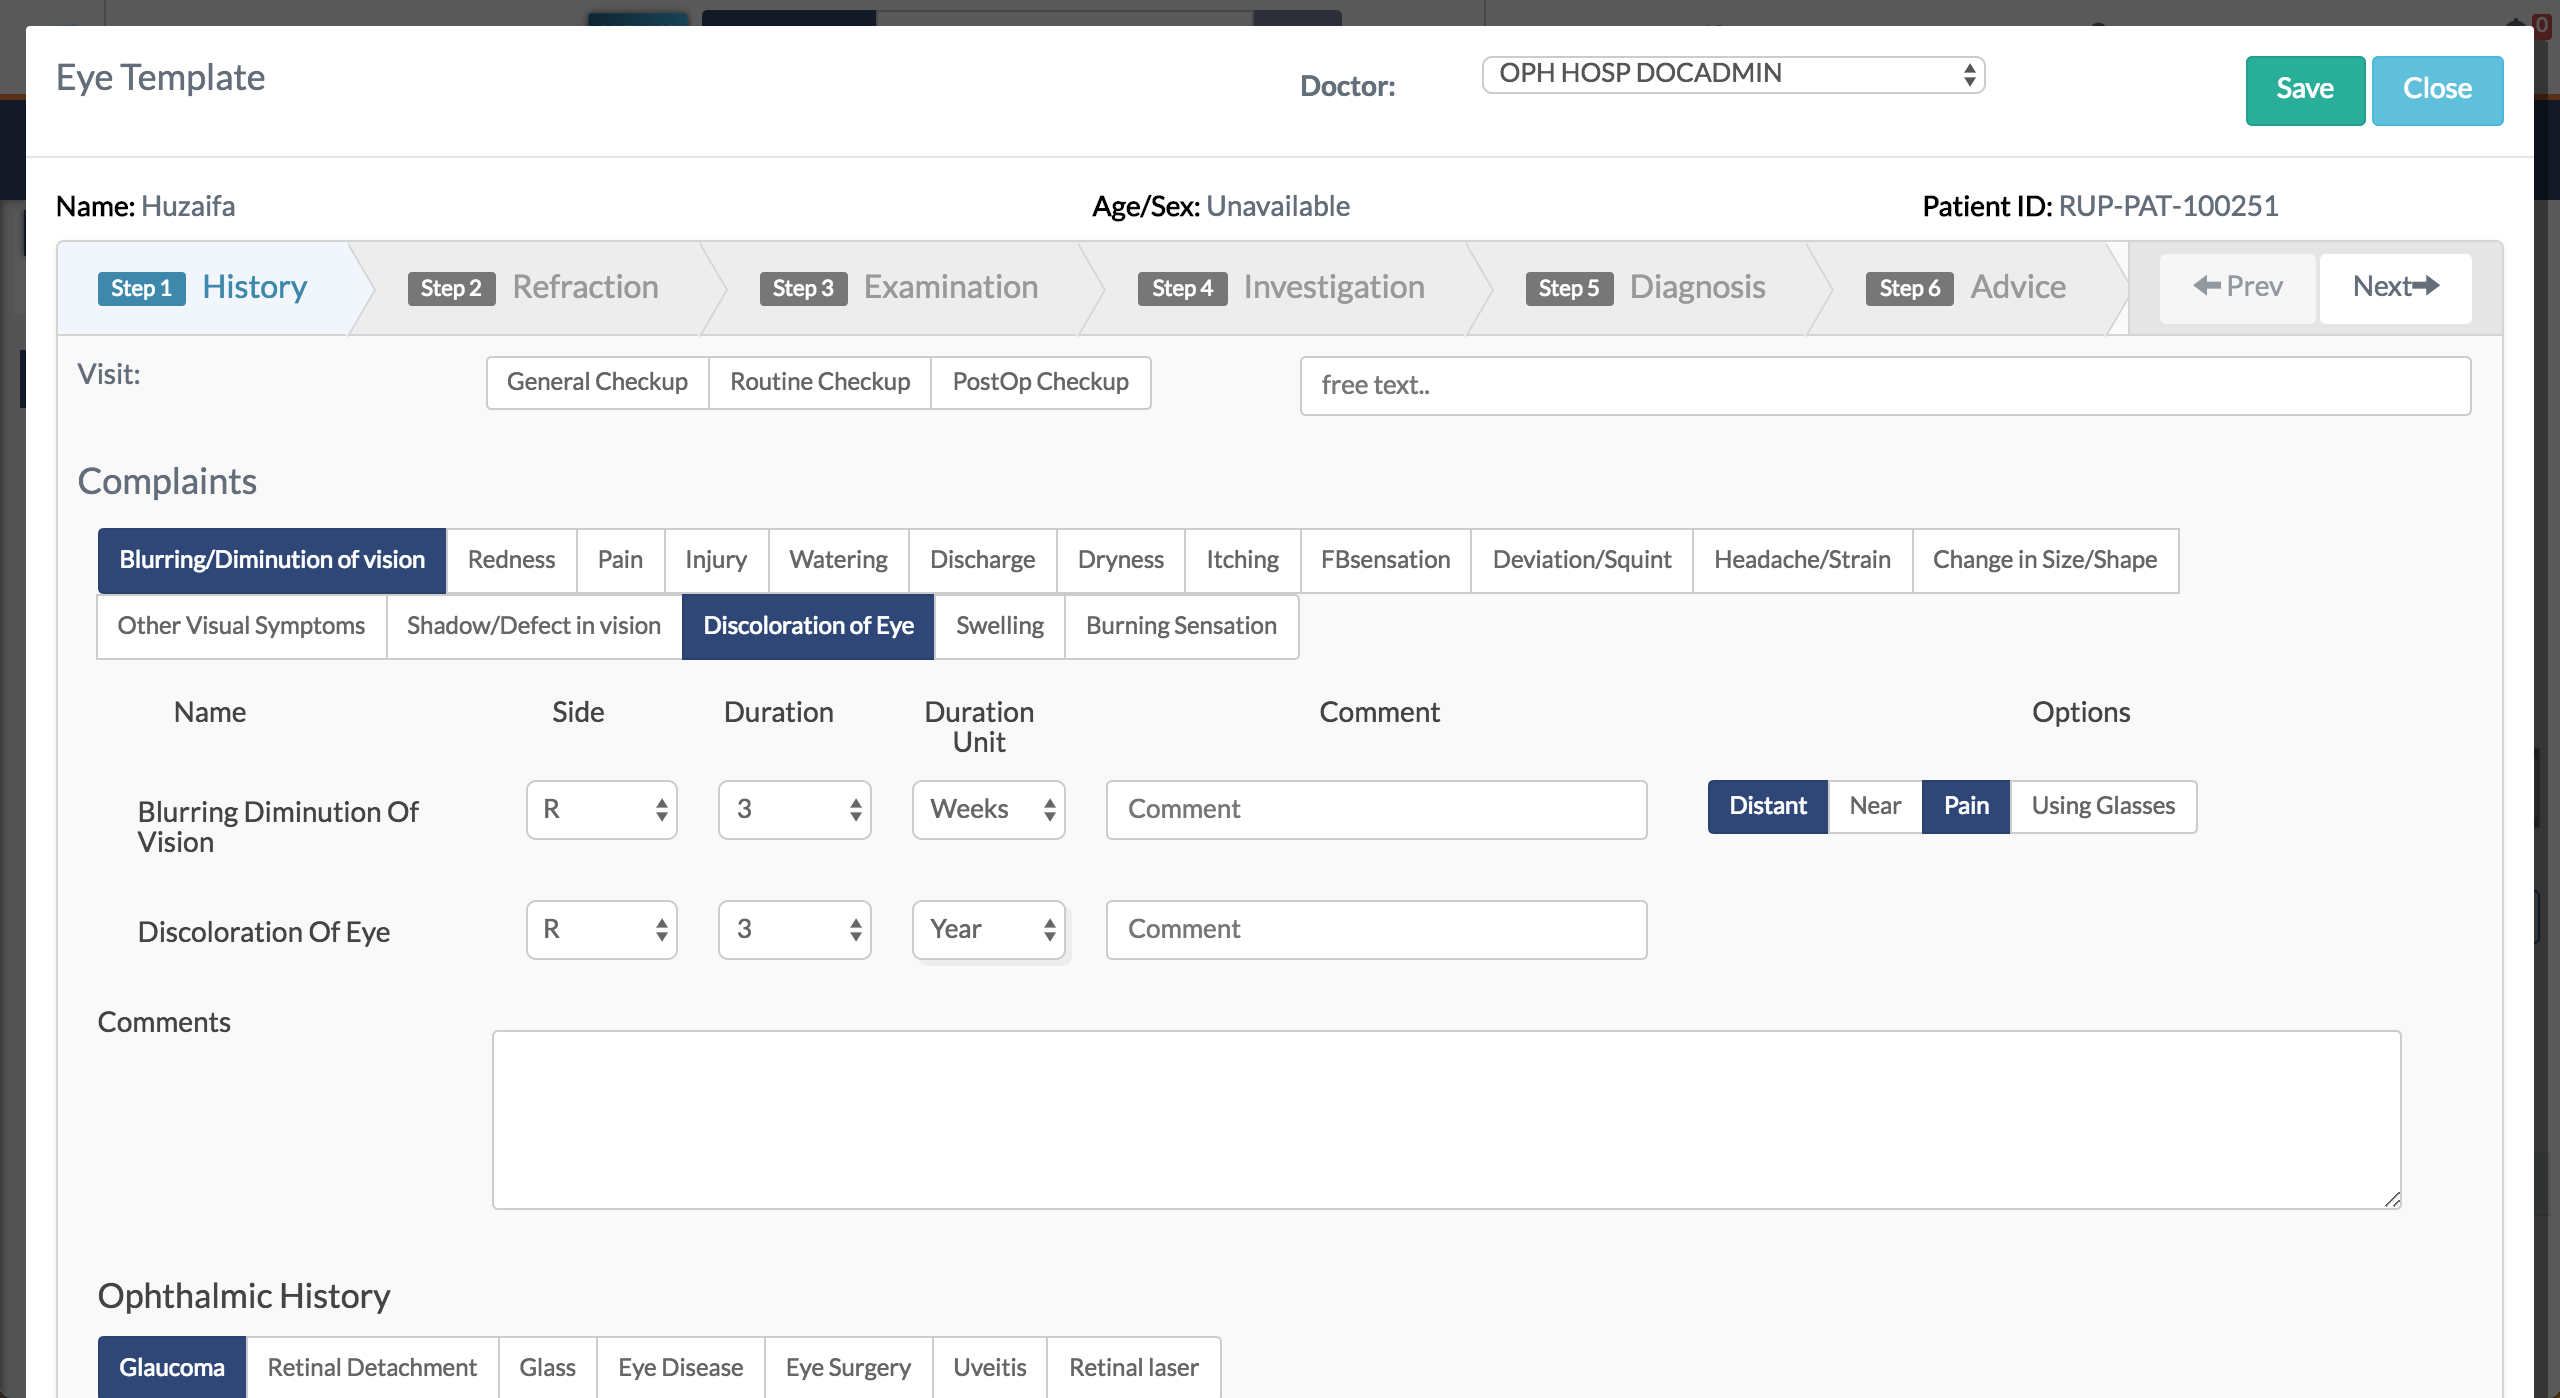 0
Eye Template
Doctor: OPH HOSP DOCADMIN
Save Close
Name: Huzaifa Age/Sex: Unavailable Patient ID: RUP-PAT-100251
Step 1 History Step 2 Refraction Step 3 Examination Step 4 Investigation Step 5 Diagnosis Step 6 Advice Prev Next
Visit: General Checkup Routine Checkup PostOp Checkup free text..
Complaints
Blurring/Diminution of vision Redness Pain Injury Watering Discharge Dryness Itching FBsensation Deviation/Squint Headache/Strain Change in Size/Shape
Other Visual Symptoms Shadow/Defect in vision Discoloration of Eye Swelling Burning Sensation
Name Side Duration Duration Unit Comment Options
Blurring Diminution Of Vision R 3 Weeks Comment Distant Near Pain Using Glasses
Discoloration Of Eye R 3 Year Comment
Comments
Ophthalmic History
Glaucoma Retinal Detachment Glass Eye Disease Eye Surgery Uveitis Retinal laser